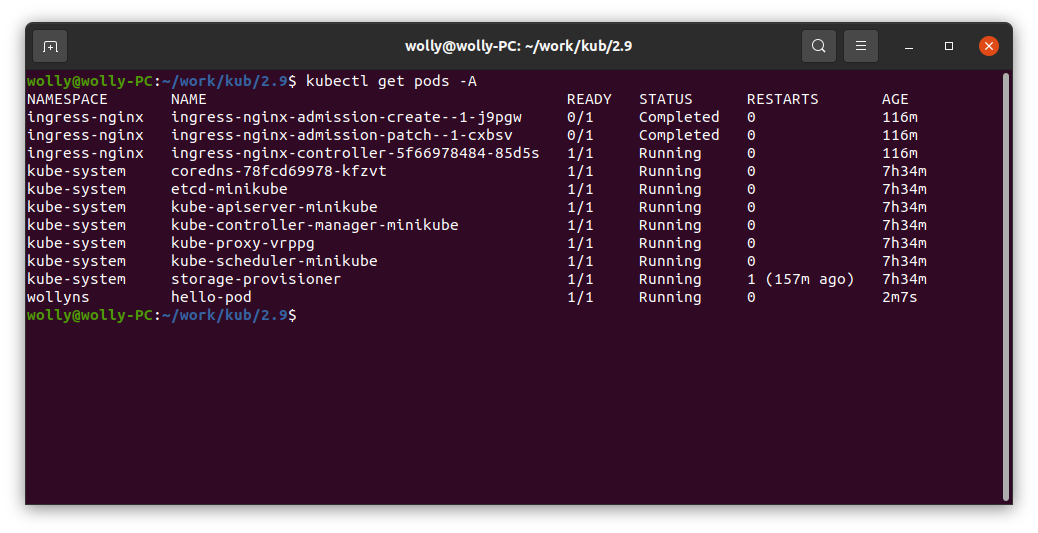 wolly@wolly-PC: ~/work/kub/2.9
wolly@wolly-PC:~/work/kub/2.9$ kubectl get pods -A
NAMESPACE       NAME                                        READY   STATUS      RESTARTS       AGE
ingress-nginx   ingress-nginx-admission-create--1-j9pgw     0/1     Completed   0              116m
ingress-nginx   ingress-nginx-admission-patch--1-cxbsv      0/1     Completed   0              116m
ingress-nginx   ingress-nginx-controller-5f66978484-85d5s   1/1     Running     0              116m
kube-system     coredns-78fcd69978-kfzvt                    1/1     Running     0              7h34m
kube-system     etcd-minikube                               1/1     Running     0              7h34m
kube-system     kube-apiserver-minikube                     1/1     Running     0              7h34m
kube-system     kube-controller-manager-minikube            1/1     Running     0              7h34m
kube-system     kube-proxy-vrppg                            1/1     Running     0              7h34m
kube-system     kube-scheduler-minikube                     1/1     Running     0              7h34m
kube-system     storage-provisioner                         1/1     Running     1 (157m ago)   7h34m
wollyns         hello-pod                                   1/1     Running     0              2m7s
wolly@wolly-PC:~/work/kub/2.9$